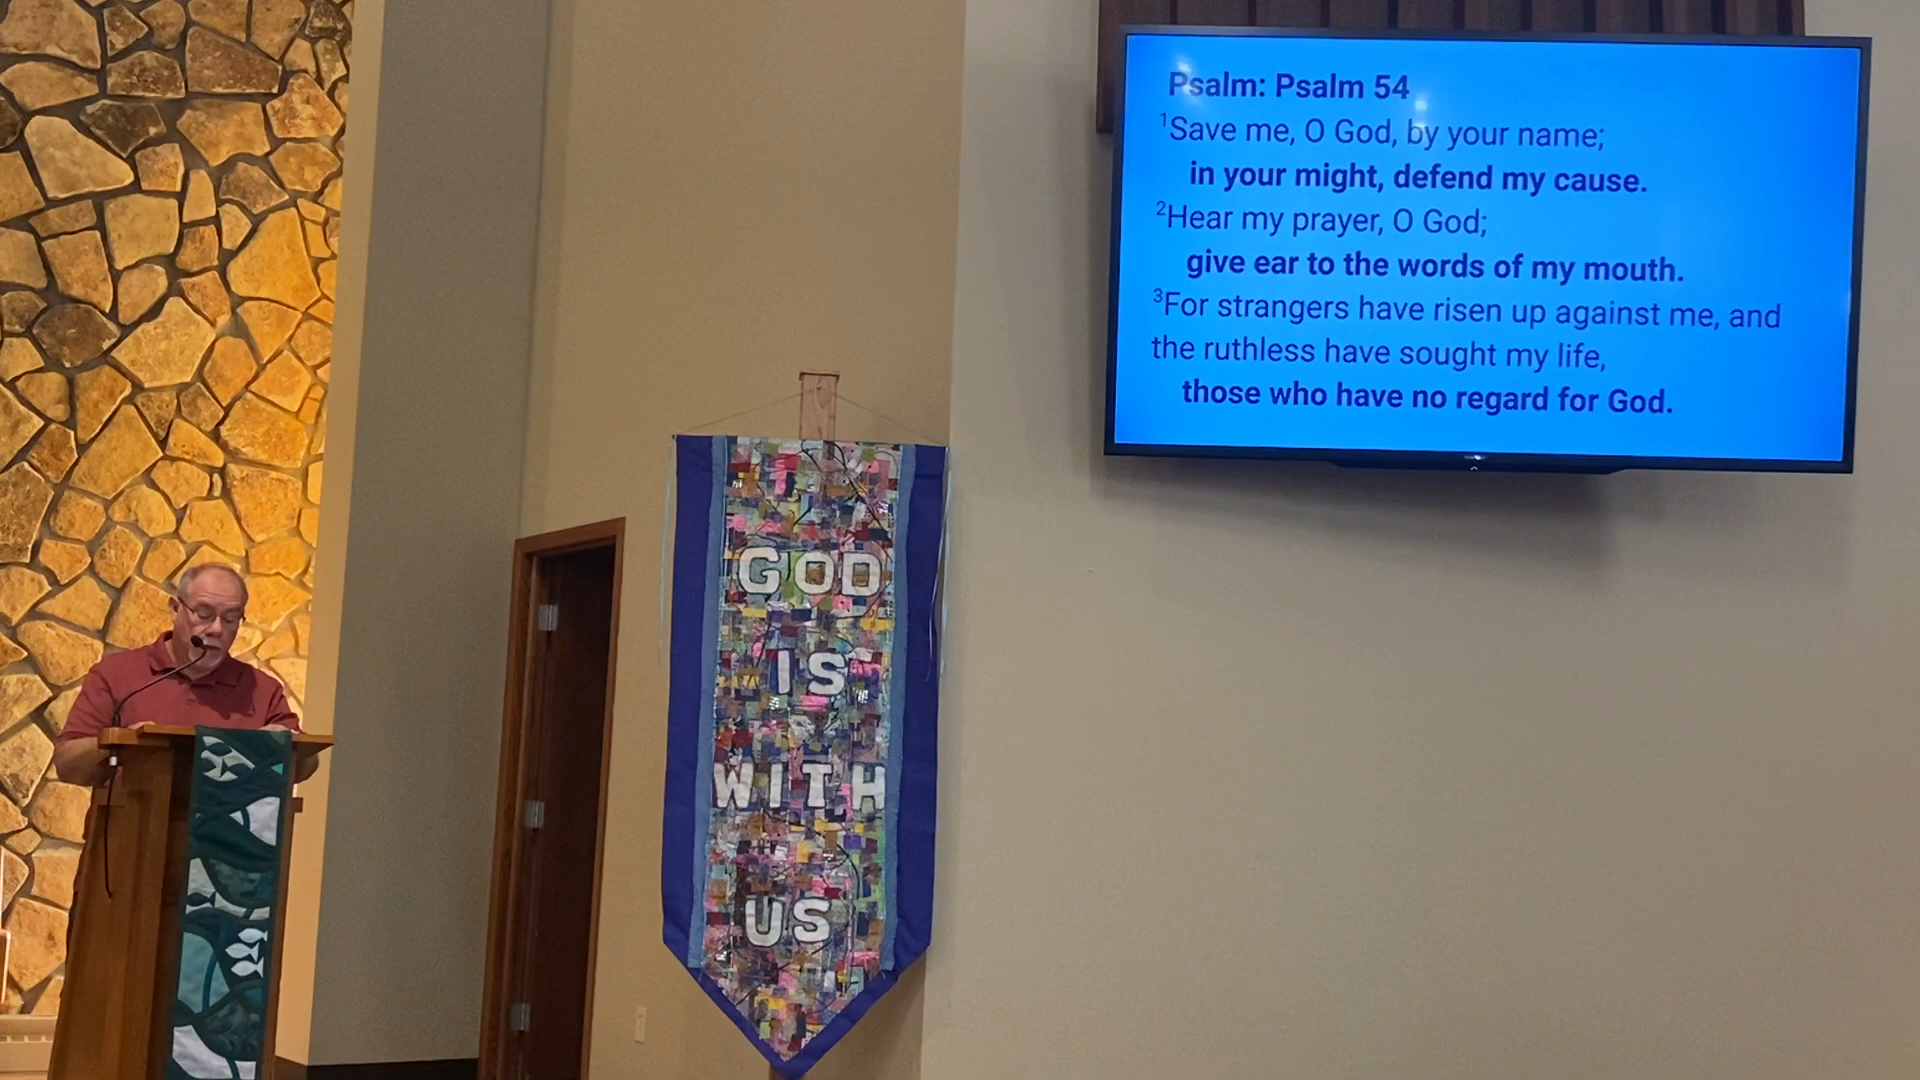 Psalm: Psalm 54
¹Save me, O God, by your name;
in your might, defend my cause.
²Hear my prayer, O God;
give ear to the words of my mouth.
³For strangers have risen up against me, and
the ruthless have sought my life,
those who have no regard for God.
GOD
IS
WITH
US